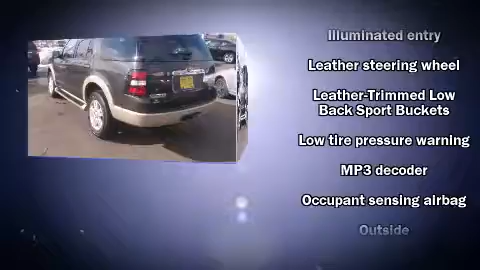 Illuminated entry
Leather steering wheel
Leather-Trimmed Low
Back Sport Buckets
Low tire pressure warning
MP3 decoder
Occupant sensing airbag
Outside